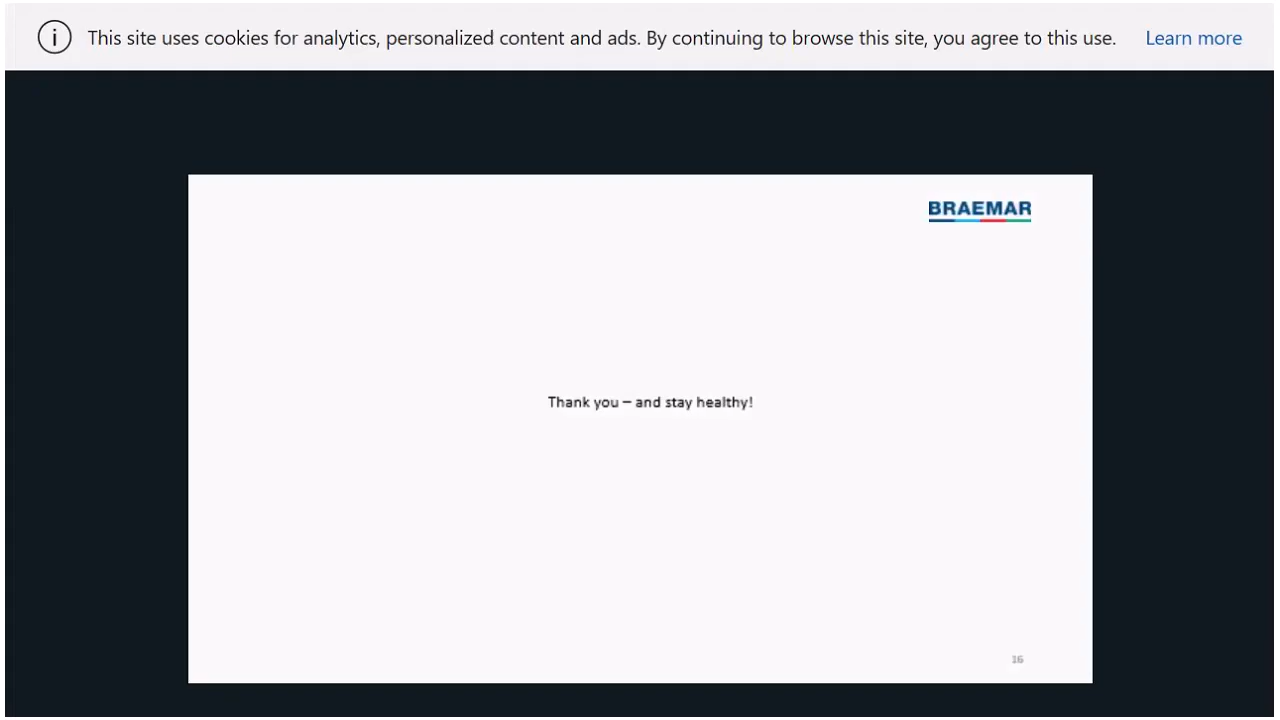 This site uses cookies for analytics, personalized content and ads. By continuing to browse this site, you agree to this use. Learn more
BRAEMAR
Thank you – and stay healthy!
16